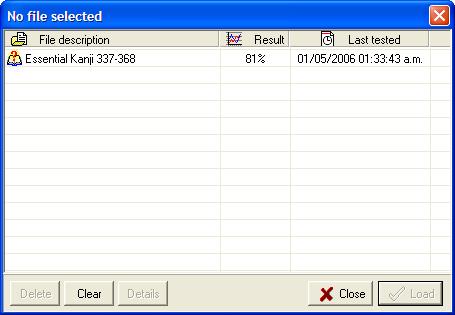 No file selected
File description Result Last tested
Essential Kanji 337-368 81% 01/05/2006 01:33:43 a.m.
Delete Clear Details Close Load